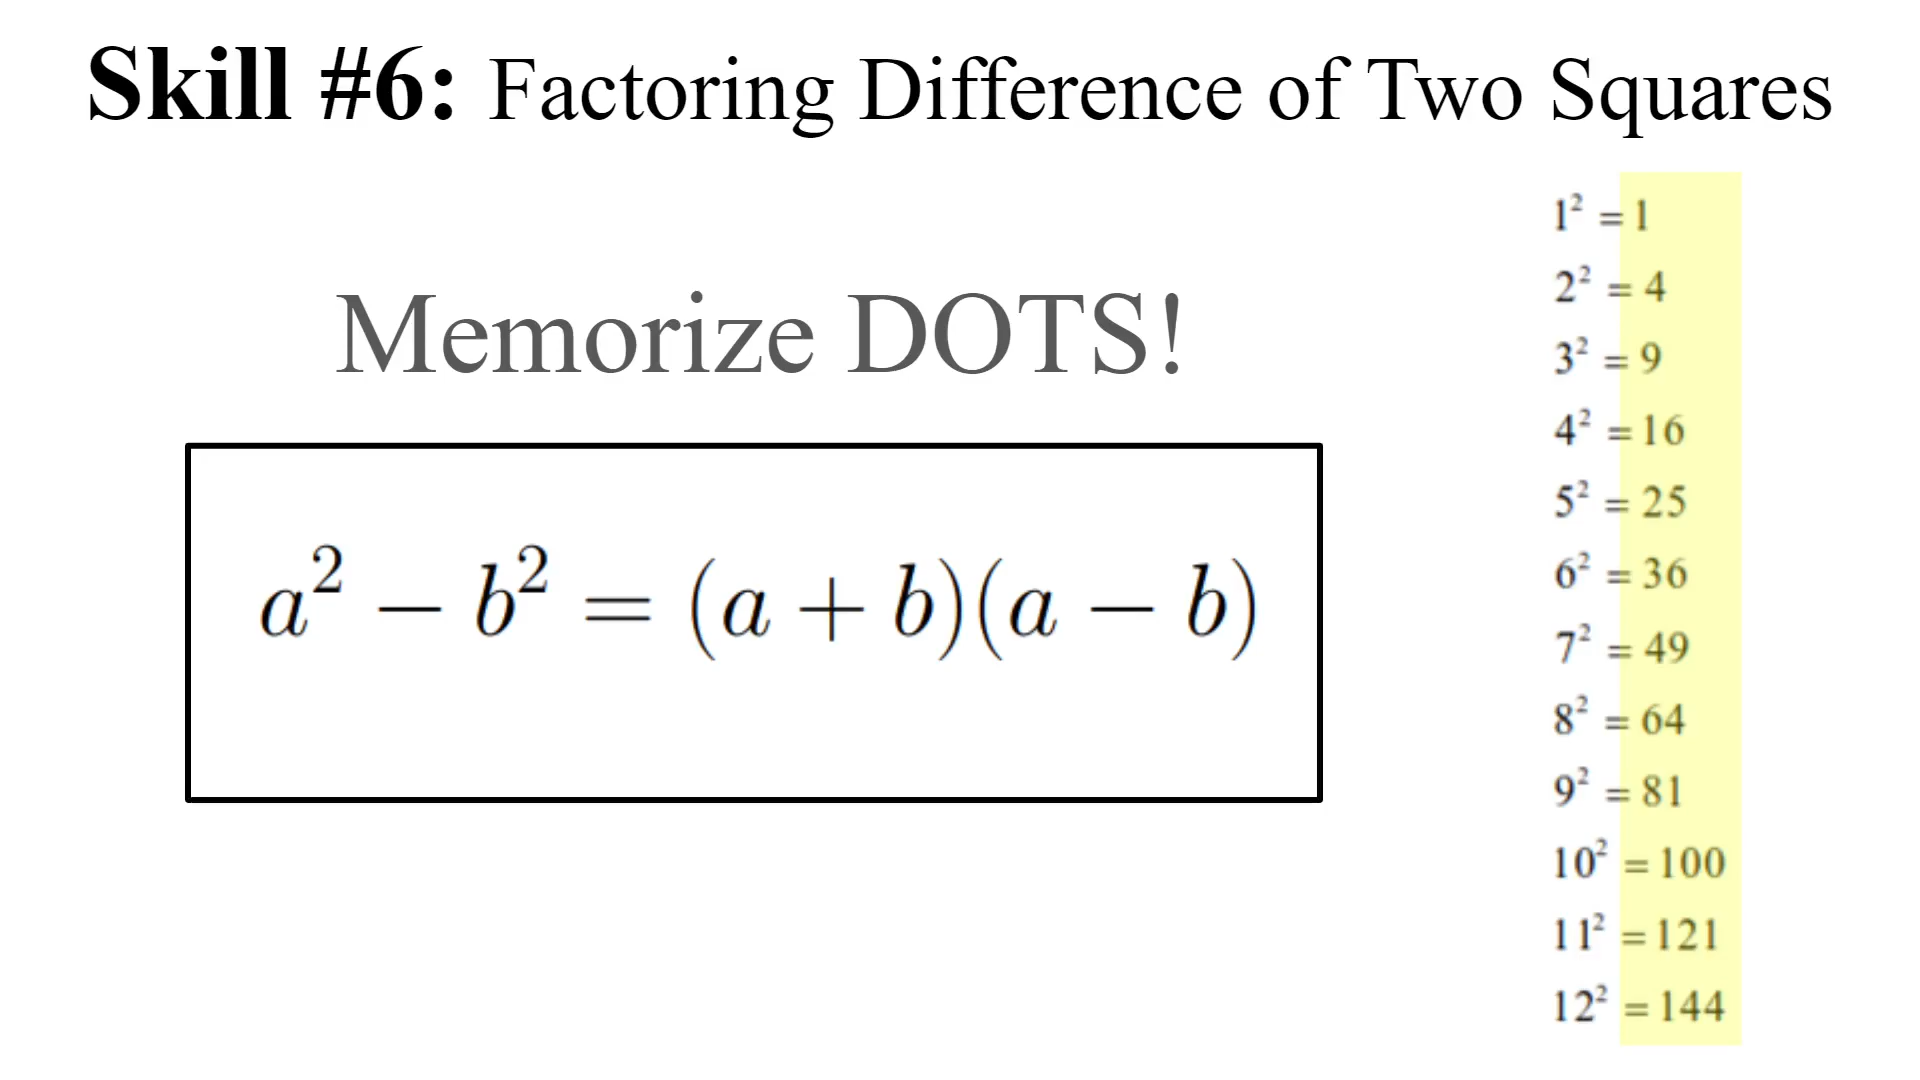 Skill #6: Factoring Difference of Two Squares
Memorize DOTS!
a² − b² = (a + b)(a − b)
1² = 1
2² = 4
3² = 9
4² = 16
5² = 25
6² = 36
7² = 49
8² = 64
9² = 81
10² = 100
11² = 121
12² = 144